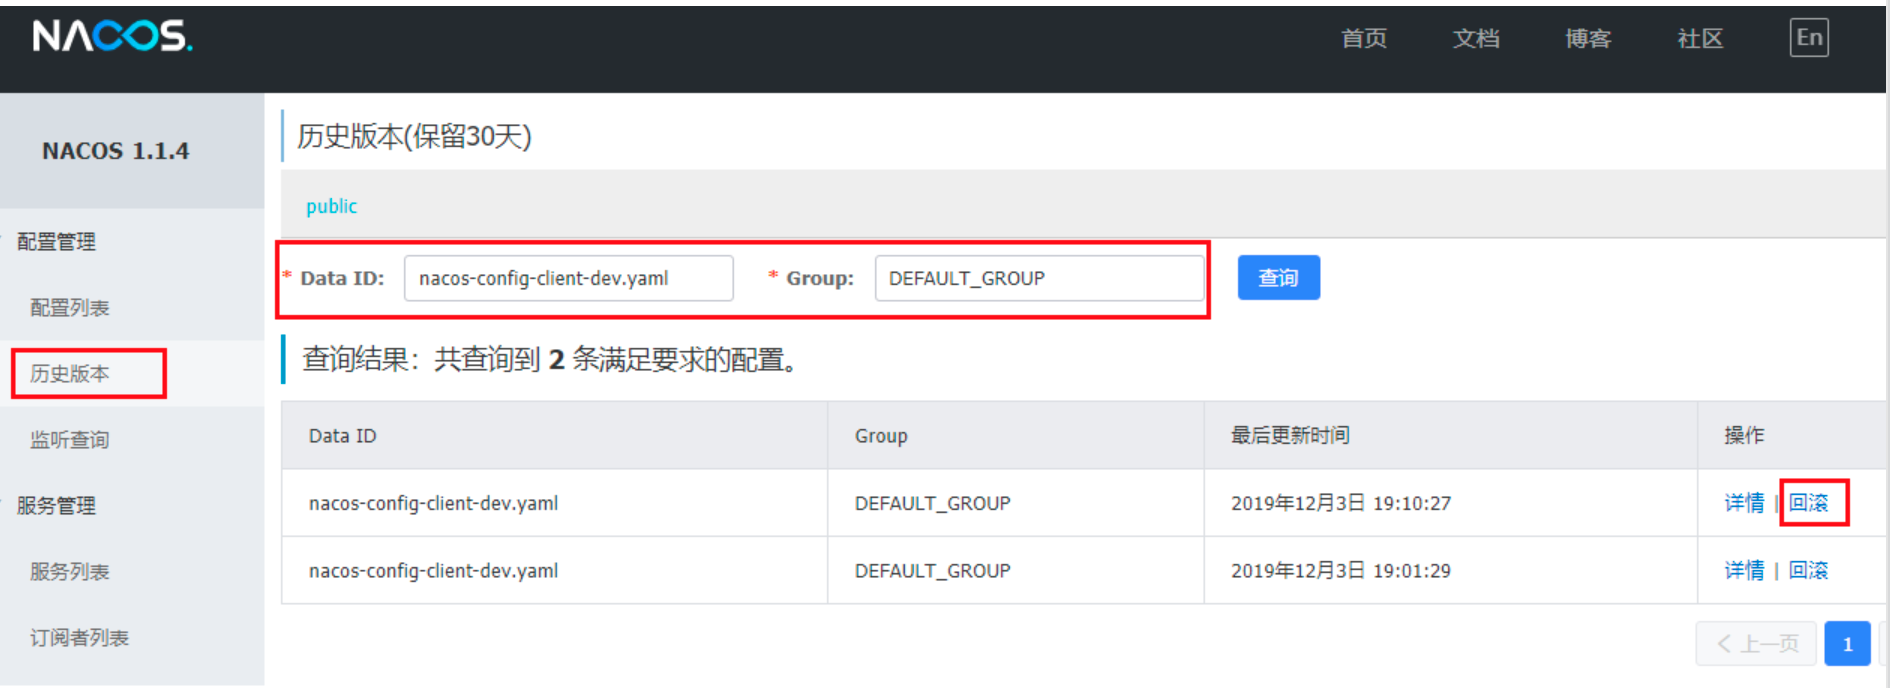 NACOS.
首页 文档 博客 社区 En
NACOS 1.1.4
配置管理
配置列表
历史版本
监听查询
服务管理
服务列表
订阅者列表
历史版本(保留30天)
public
* Data ID: nacos-config-client-dev.yaml * Group: DEFAULT_GROUP 查询
查询结果：共查询到 2 条满足要求的配置。
Data ID Group 最后更新时间 操作
nacos-config-client-dev.yaml DEFAULT_GROUP 2019年12月3日 19:10:27 详情 | 回滚
nacos-config-client-dev.yaml DEFAULT_GROUP 2019年12月3日 19:01:29 详情 | 回滚
< 上一页 1